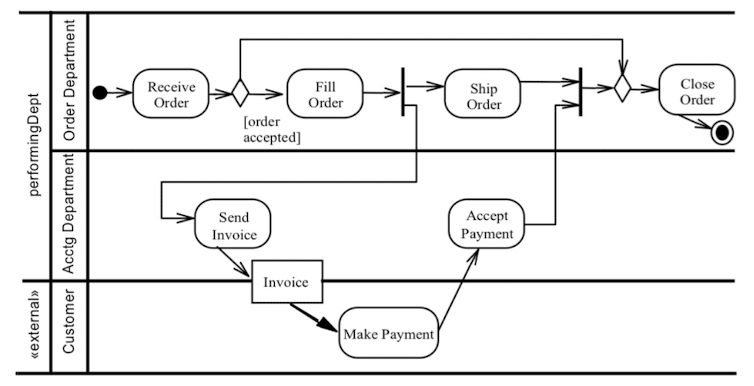 performingDept
Order Department
Receive
Order
[order
accepted]
Fill
Order
Ship
Order
Close
Order
Acctg Department
Send
Invoice
Accept
Payment
Invoice
«external»
Customer
Make Payment